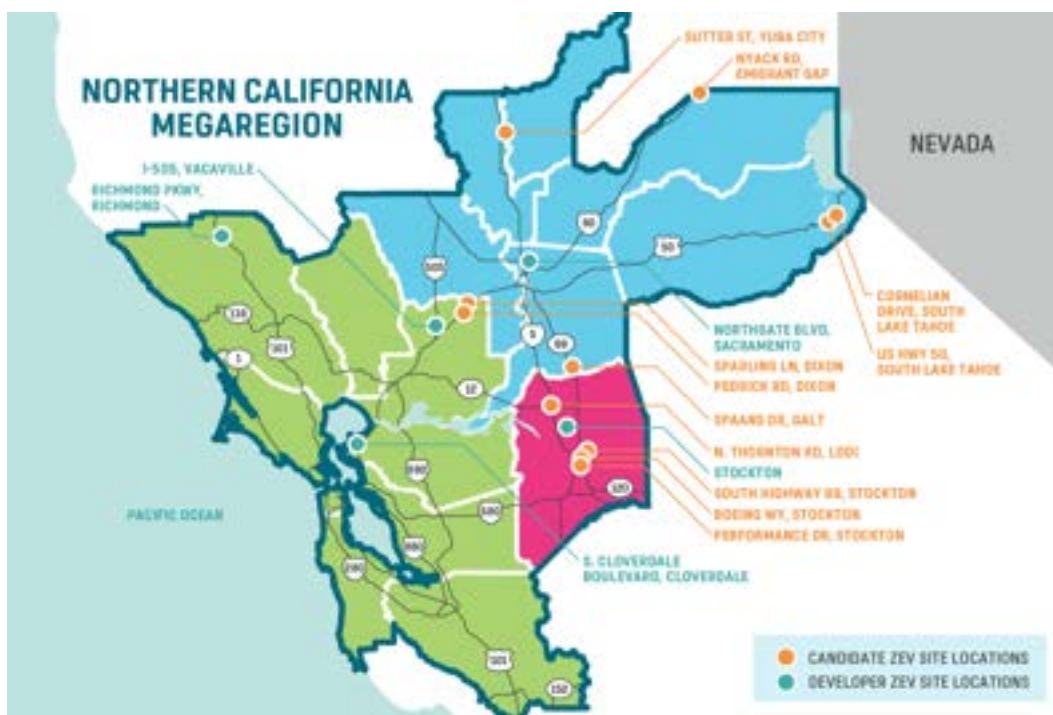 NORTHERN CALIFORNIA
MEGAREGION
SUTTER ST, YUBA CITY
NYACK RD,
EMIGRANT GAP
NEVADA
I-505, VACAVILLE
RICHMOND PKWY,
RICHMOND
80
50
505
CORNELIAN
DRIVE, SOUTH
LAKE TAHOE
US HWY 50,
SOUTH LAKE TAHOE
NORTHGATE BLVD,
SACRAMENTO
SPARLING LN, DIXON
PEDRICK RD, DIXON
116
101
1
5
99
12
SPAANS DR, GALT
N. THORNTON RD, LODI
STOCKTON
SOUTH HIGHWAY 99, STOCKTON
BOEING WY, STOCKTON
PERFORMANCE DR, STOCKTON
120
680
580
880
280
PACIFIC OCEAN
S. CLOVERDALE
BOULEVARD, CLOVERDALE
101
152
CANDIDATE ZEV SITE LOCATIONS
DEVELOPER ZEV SITE LOCATIONS